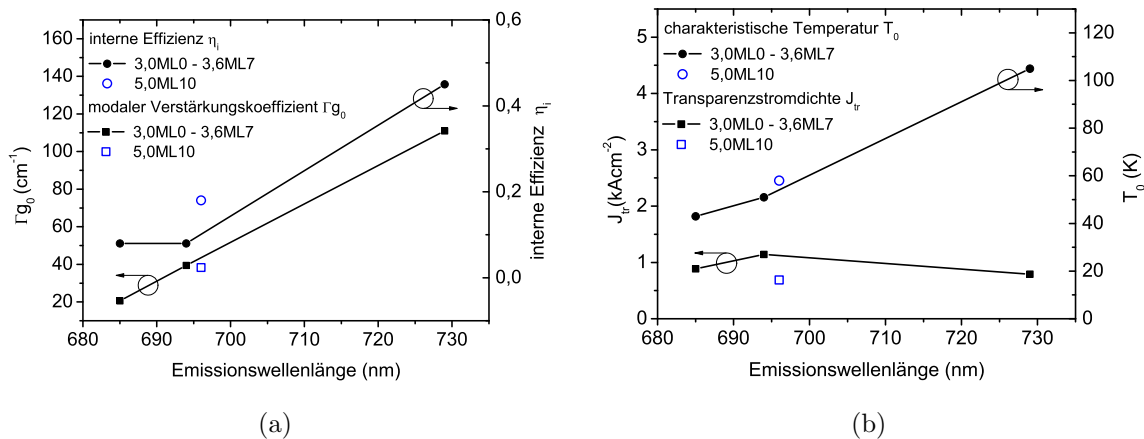 interne Effizienz ηi
3,0ML0 - 3,6ML7
5,0ML10
modaler Verstärkungskoeffizient Γg0
3,0ML0 - 3,6ML7
5,0ML10
160
140
120
100
80
60
40
20
Γg0 (cm-1)
0,6
0,4
0,2
0,0
interne Effizienz ηi
680 690 700 710 720 730
Emissionswellenlänge (nm)
(a)
charakteristische Temperatur T0
3,0ML0 - 3,6ML7
5,0ML10
Transparenzstromdichte Jtr
3,0ML0 - 3,6ML7
5,0ML10
5
4
3
2
1
0
Jtr(kAcm-2)
120
100
80
60
40
20
0
T0 (K)
680 690 700 710 720 730
Emissionswellenlänge (nm)
(b)